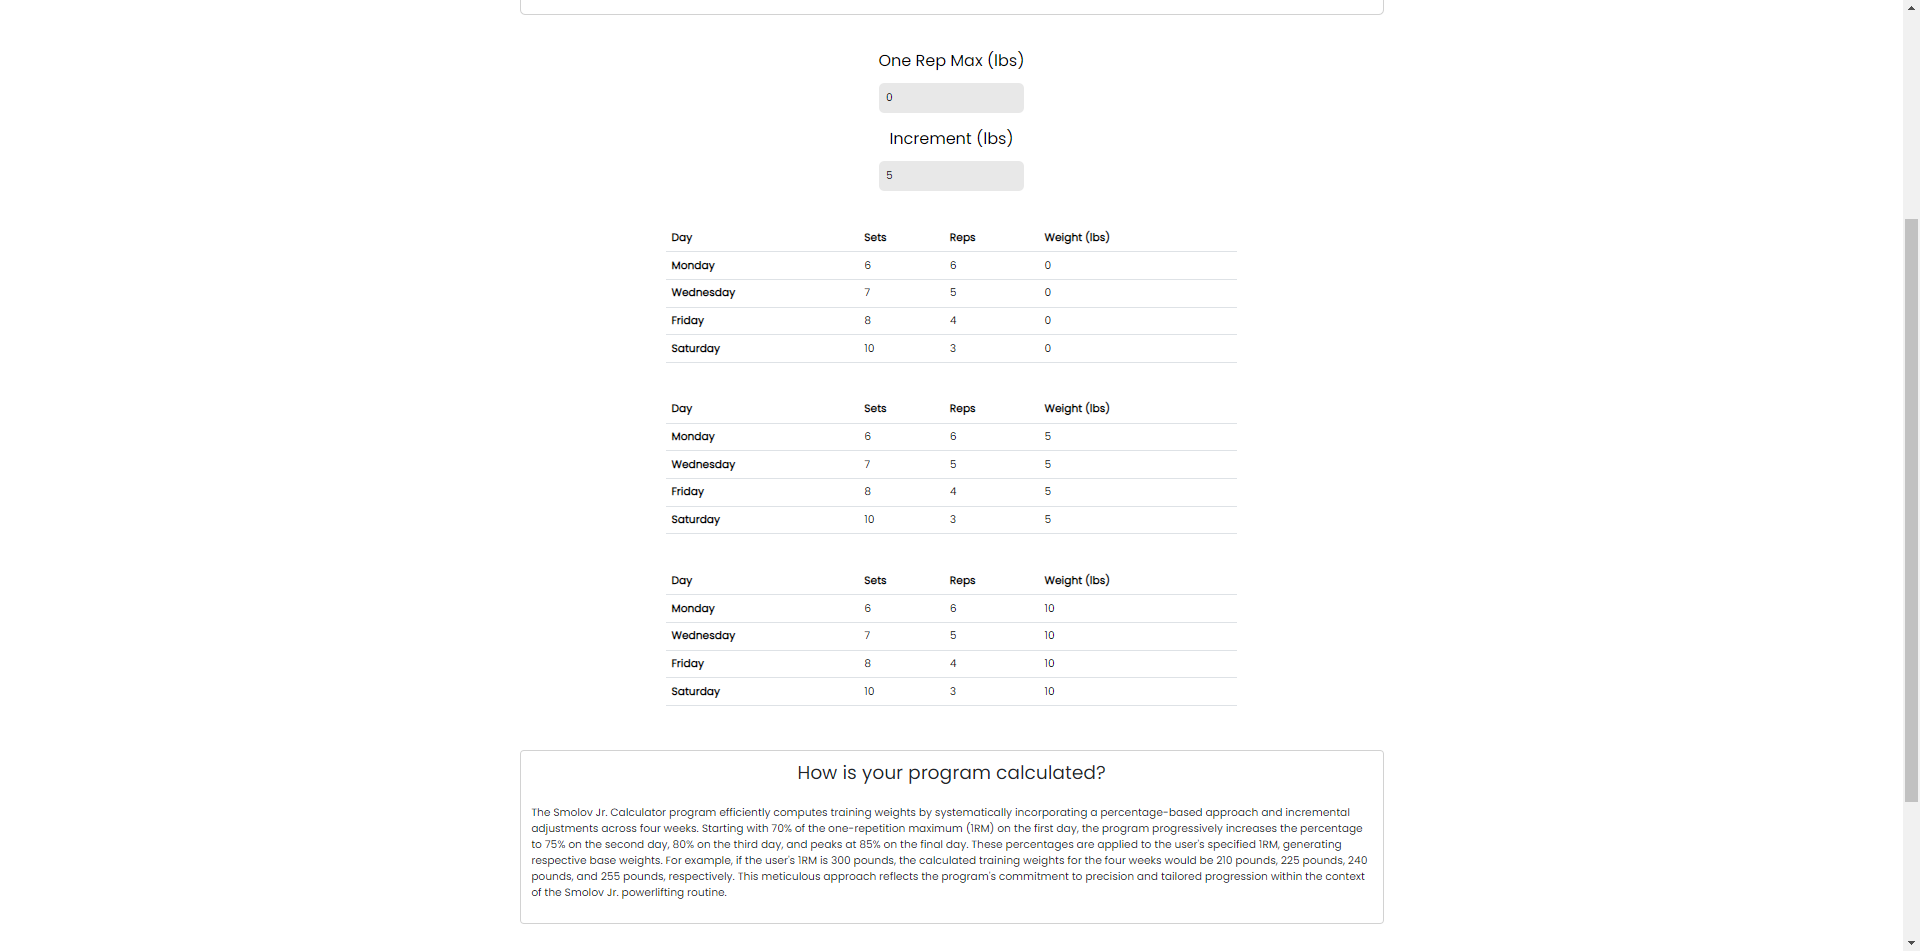 One Rep Max (lbs)
0
Increment (lbs)
5
Day Sets Reps Weight (lbs)
Monday 6 6 0
Wednesday 7 5 0
Friday 8 4 0
Saturday 10 3 0
Day Sets Reps Weight (lbs)
Monday 6 6 5
Wednesday 7 5 5
Friday 8 4 5
Saturday 10 3 5
Day Sets Reps Weight (lbs)
Monday 6 6 10
Wednesday 7 5 10
Friday 8 4 10
Saturday 10 3 10
How is your program calculated?
The Smolov Jr. Calculator program efficiently computes training weights by systematically incorporating a percentage-based approach and incremental
adjustments across four weeks. Starting with 70% of the one-repetition maximum (1RM) on the first day, the program progressively increases the percentage
to 75% on the second day, 80% on the third day, and peaks at 85% on the final day. These percentages are applied to the user's specified 1RM, generating
respective base weights. For example, if the user's 1RM is 300 pounds, the calculated training weights for the four weeks would be 210 pounds, 225 pounds, 240
pounds, and 255 pounds, respectively. This meticulous approach reflects the program's commitment to precision and tailored progression within the context
of the Smolov Jr. powerlifting routine.